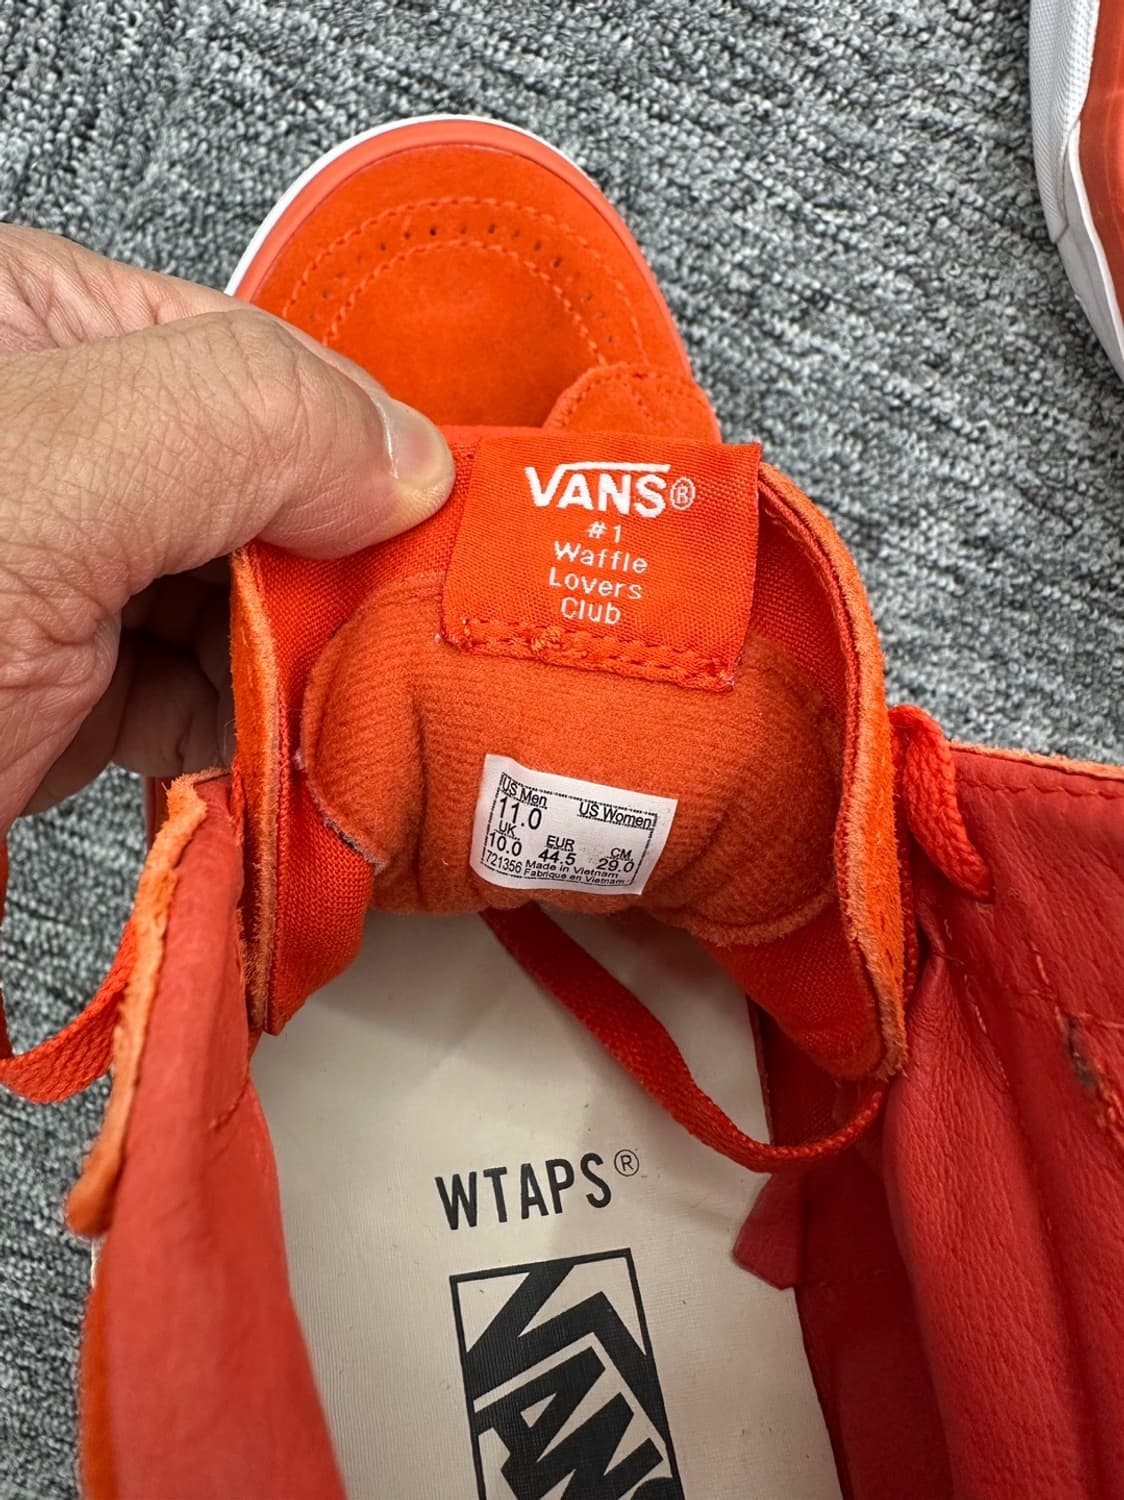 VANS®
#1
Waffle
Lovers
Club
US Men US Women
11.0
UK EUR CM
10.0 44.5 29.0
721356 Made in Vietnam
Fabrique en Vietnam
WTAPS®
VANS